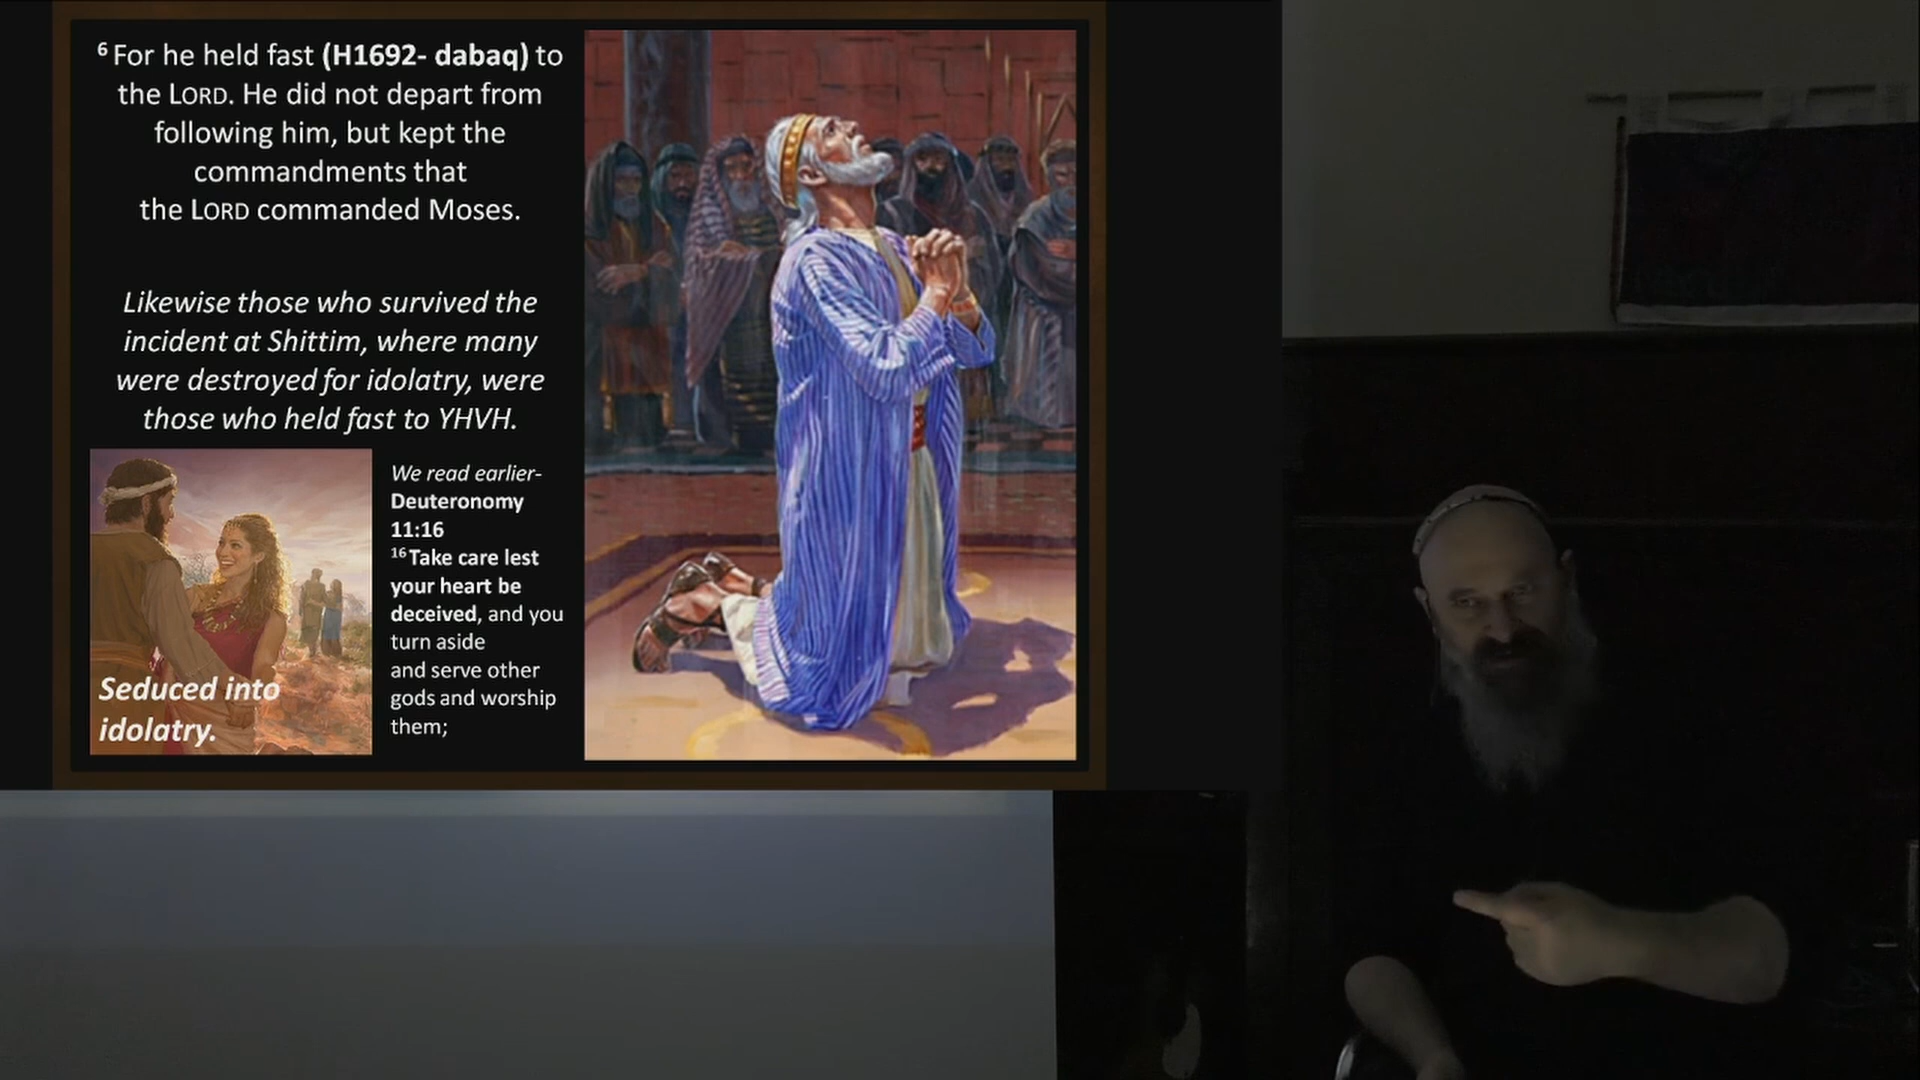 ⁶ For he held fast (H1692- dabaq) to
the LORD. He did not depart from
following him, but kept the
commandments that
the LORD commanded Moses.
Likewise those who survived the
incident at Shittim, where many
were destroyed for idolatry, were
those who held fast to YHVH.
Seduced into
idolatry.
We read earlier-
Deuteronomy
11:16
¹⁶ Take care lest
your heart be
deceived, and you
turn aside
and serve other
gods and worship
them;